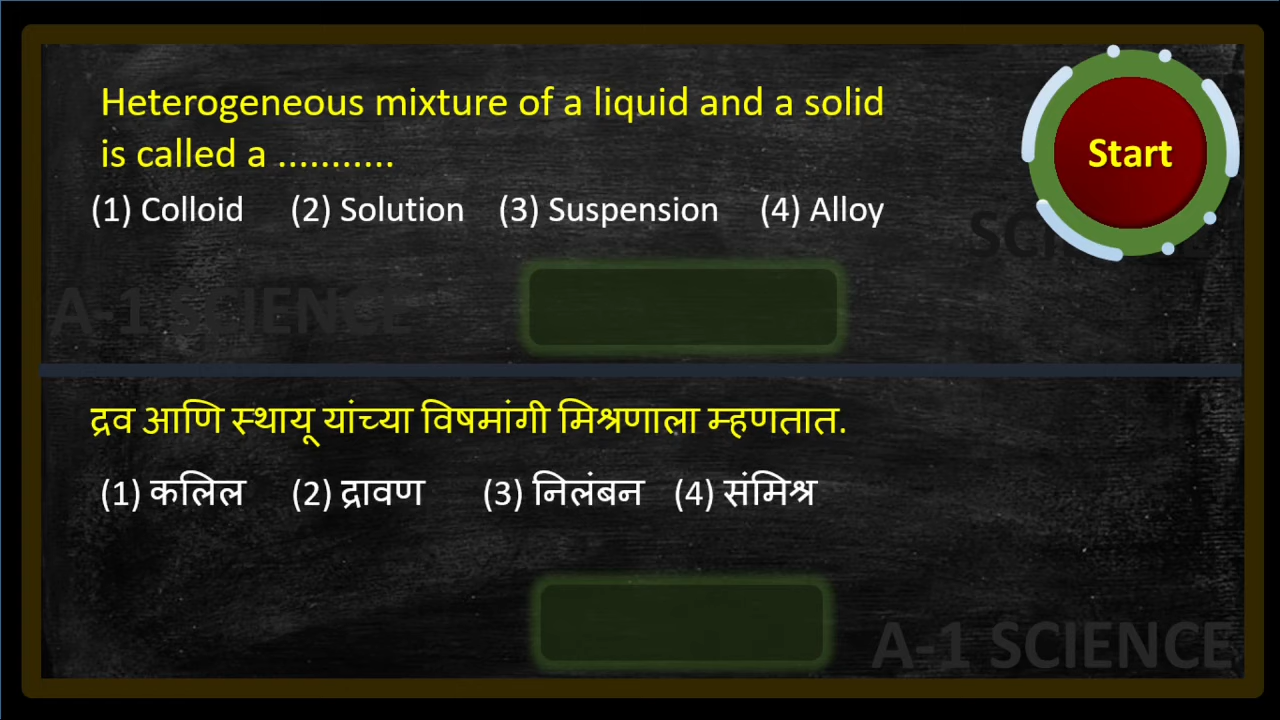 Heterogeneous mixture of a liquid and a solid
is called a ...........
Start
(1) Colloid (2) Solution (3) Suspension (4) Alloy
A-1 SCIENCE
द्रव आणि स्थायू यांच्या विषमांगी मिश्रणाला म्हणतात.
(1) कलिल (2) द्रावण (3) निलंबन (4) संमिश्र
A-1 SCIENCE